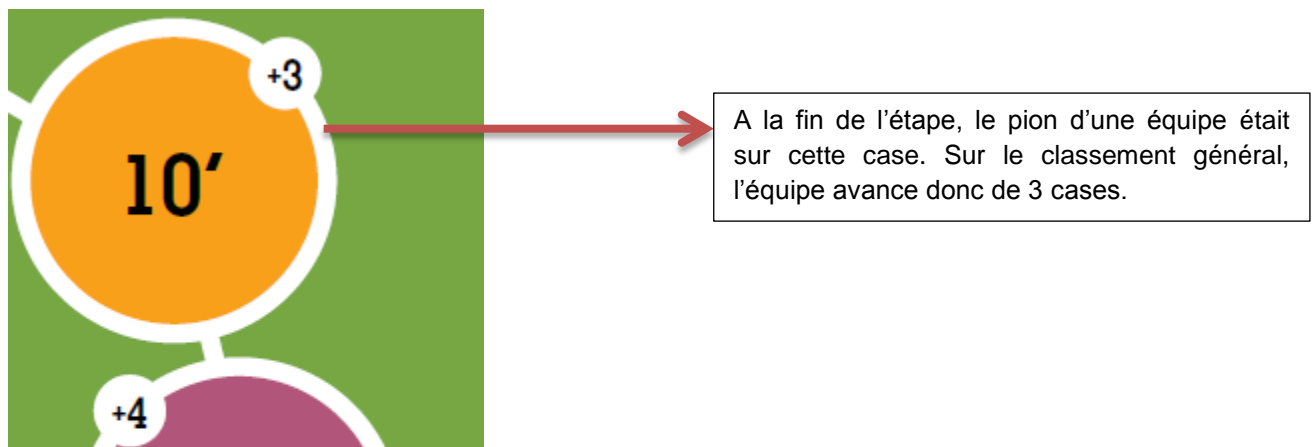 +3
10′
A la fin de l’étape, le pion d’une équipe était
sur cette case. Sur le classement général,
l’équipe avance donc de 3 cases.
+4